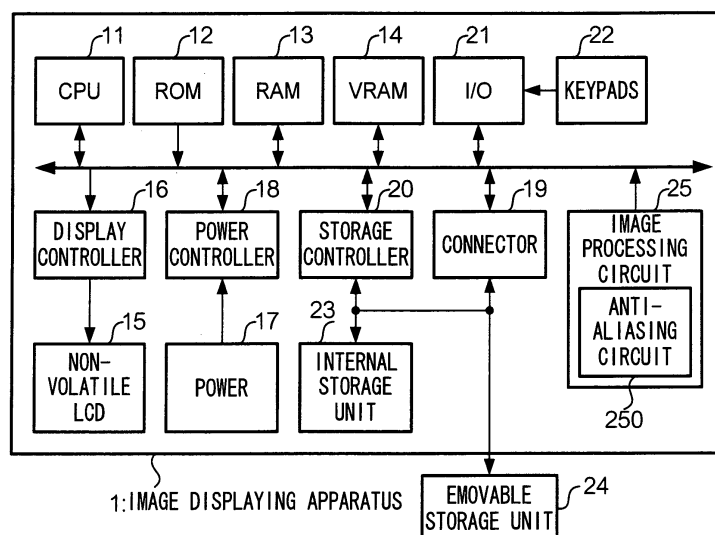 11
12
13
14
21
22
CPU
ROM
RAM
VRAM
I/O
KEYPADS
16
18
20
19
25
DISPLAY
CONTROLLER
POWER
CONTROLLER
STORAGE
CONTROLLER
CONNECTOR
IMAGE
PROCESSING
CIRCUIT
ANTI-
ALIASING
CIRCUIT
250
15
17
23
NON-
VOLATILE
LCD
POWER
INTERNAL
STORAGE
UNIT
1:IMAGE DISPLAYING APPARATUS
EMOVABLE
STORAGE UNIT
24